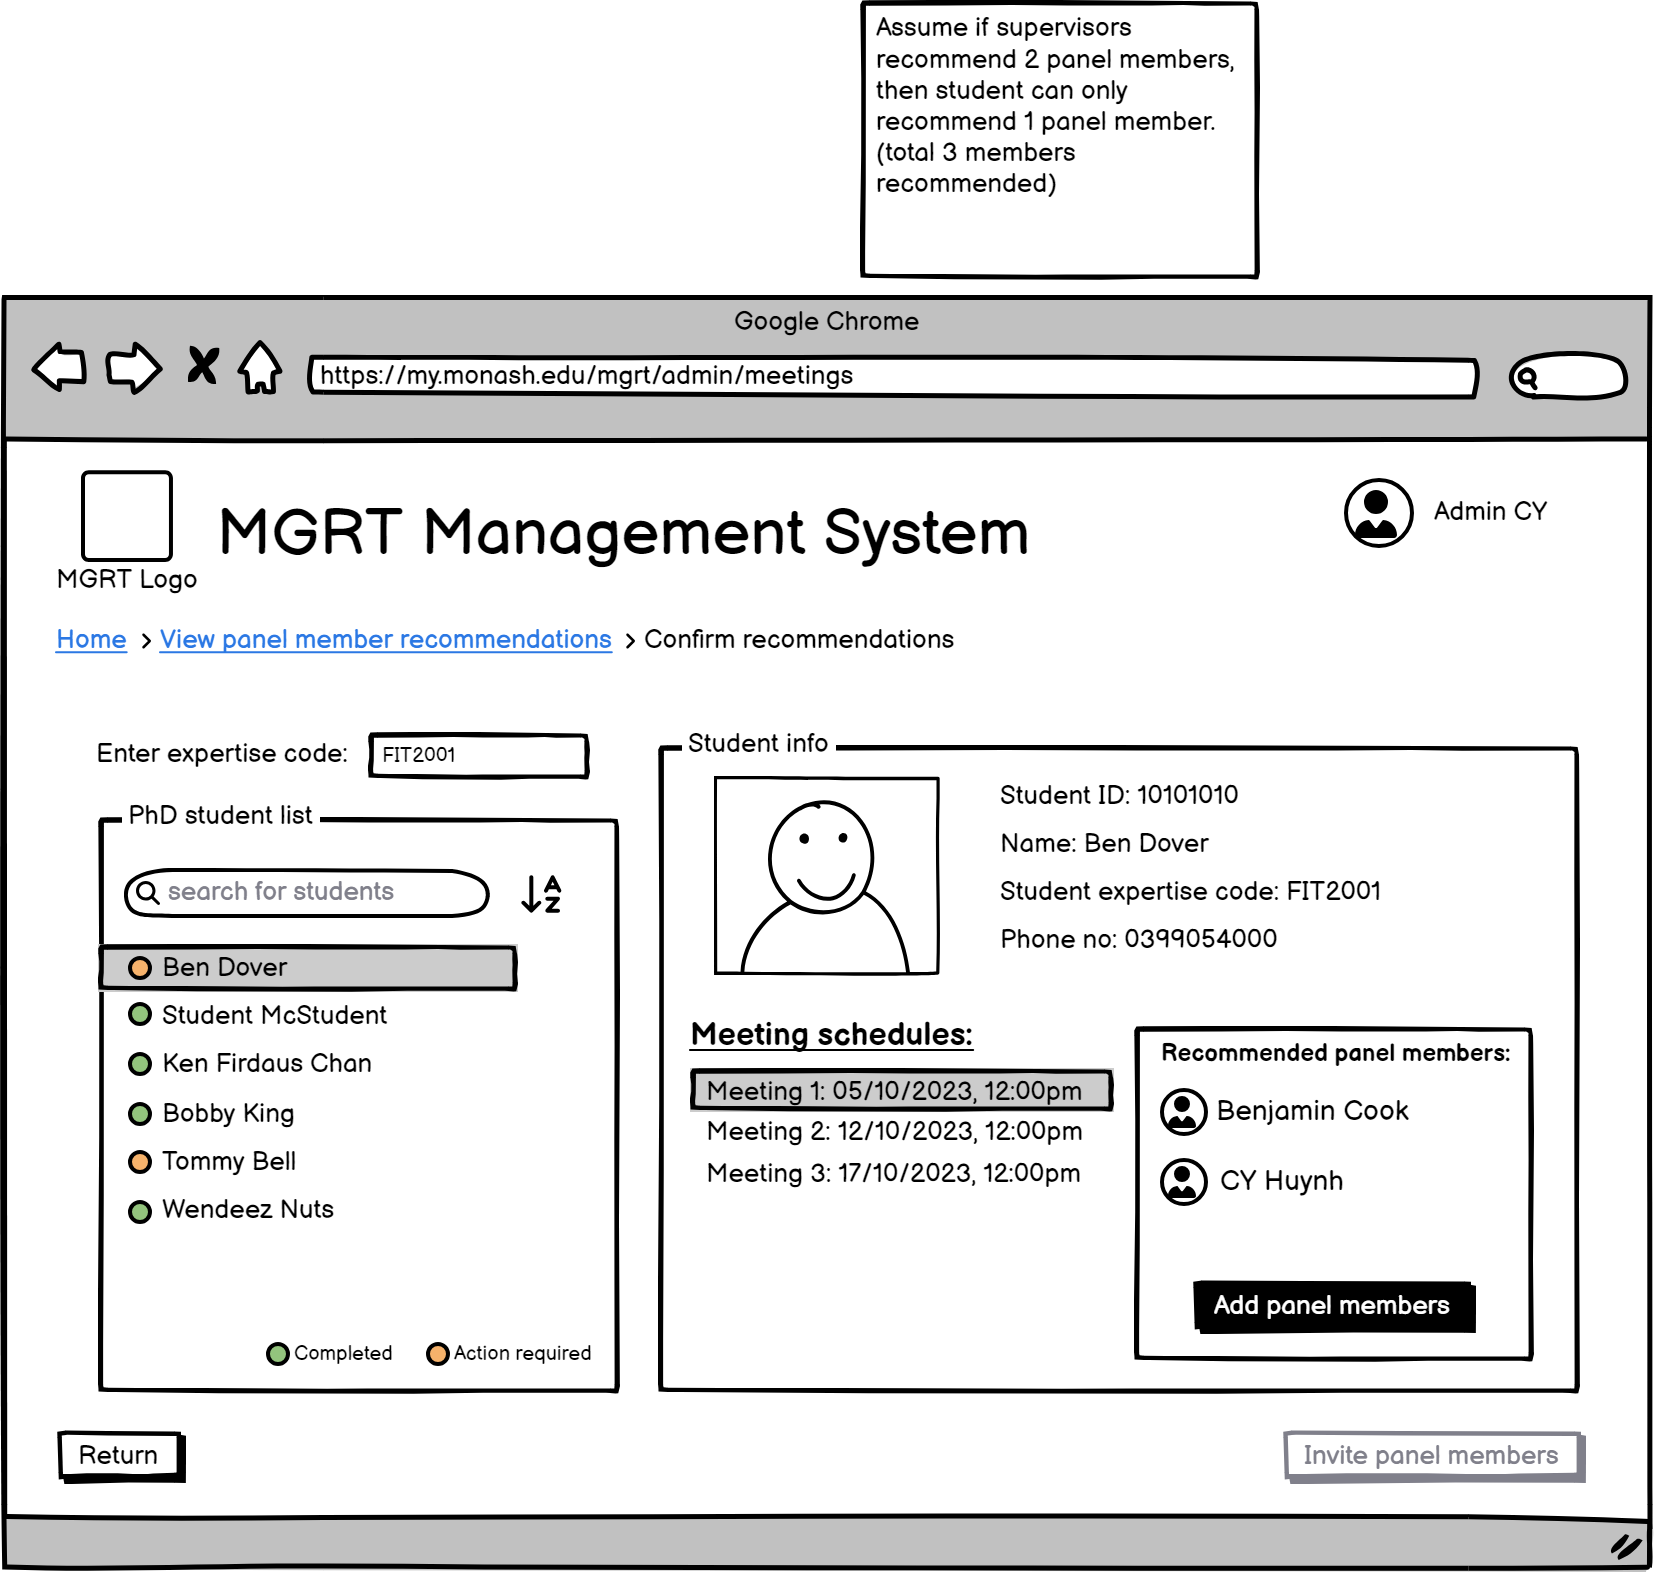 Assume if supervisors
recommend 2 panel members,
then student can only
recommend 1 panel member.
(total 3 members
recommended)
Google Chrome
https://my.monash.edu/mgrt/admin/meetings
MGRT Logo
MGRT Management System
Admin CY
Home > View panel member recommendations > Confirm recommendations
Enter expertise code: FIT2001
PhD student list
search for students
A
Z
Ben Dover
Student McStudent
Ken Firdaus Chan
Bobby King
Tommy Bell
Wendeez Nuts
Completed Action required
Student info
Student ID: 10101010
Name: Ben Dover
Student expertise code: FIT2001
Phone no: 0399054000
Meeting schedules:
Meeting 1: 05/10/2023, 12:00pm
Meeting 2: 12/10/2023, 12:00pm
Meeting 3: 17/10/2023, 12:00pm
Recommended panel members:
Benjamin Cook
CY Huynh
Add panel members
Return
Invite panel members